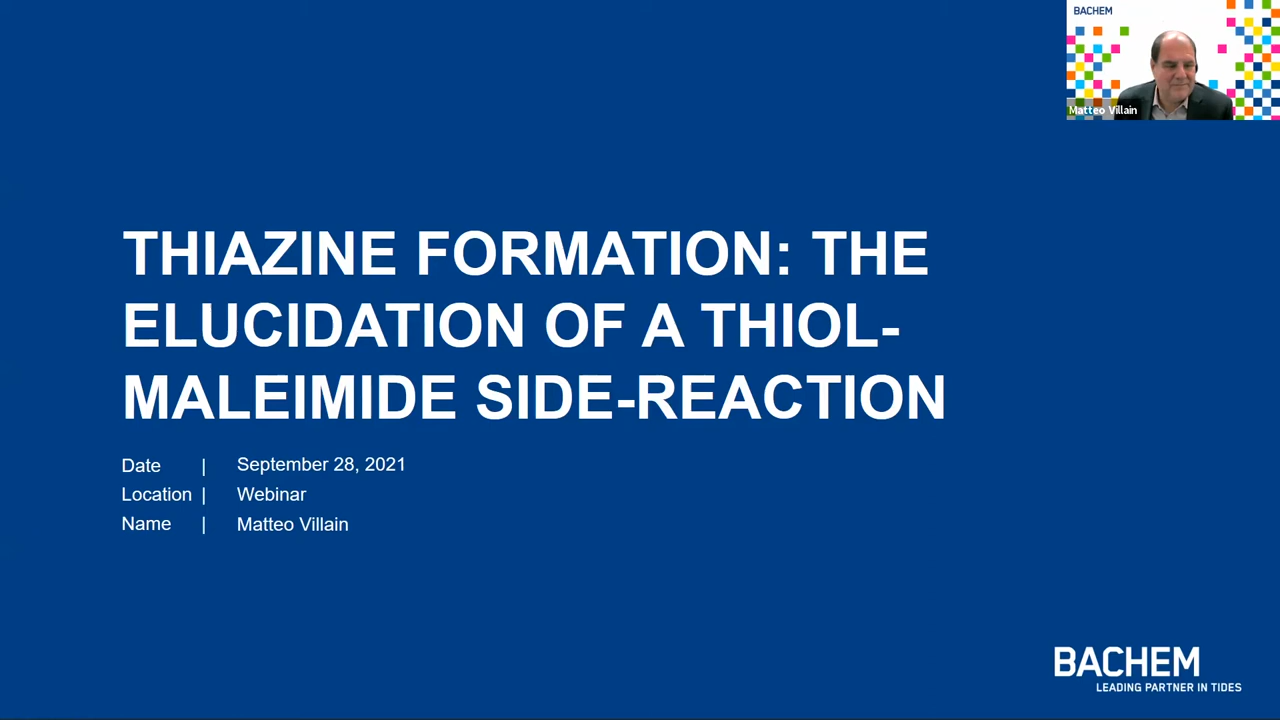 BACHEM
Matteo Villain
THIAZINE FORMATION: THE
ELUCIDATION OF A THIOL-
MALEIMIDE SIDE-REACTION
Date | September 28, 2021
Location | Webinar
Name | Matteo Villain
BACHEM
LEADING PARTNER IN TIDES